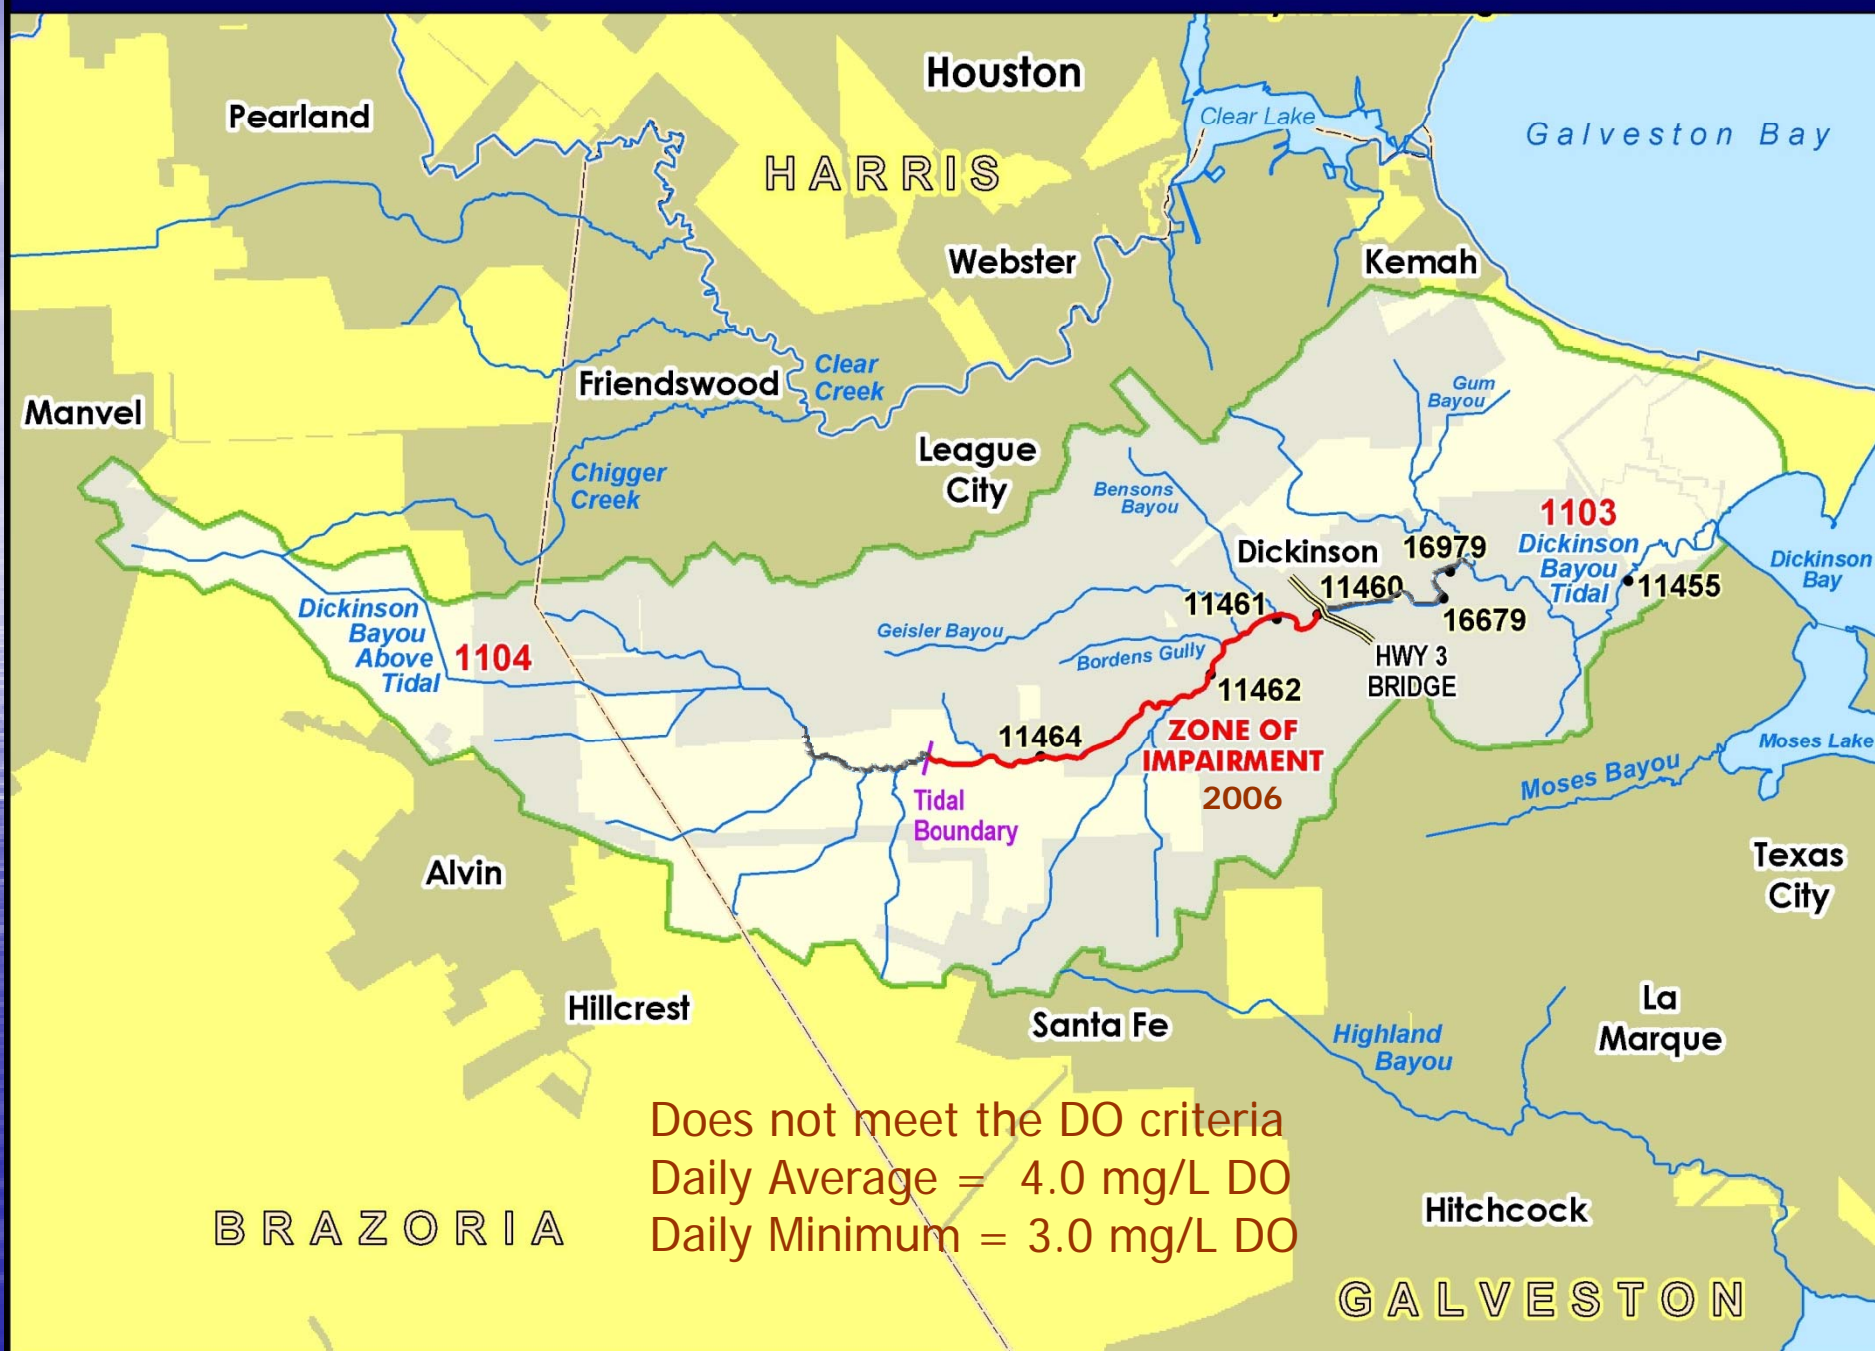 Houston
Pearland
Clear Lake
Galveston Bay
HARRIS
Webster
Kemah
Clear
Creek
Friendswood
Gum
Bayou
Manvel
League
City
Chigger
Creek
Bensons
Bayou
1103
Dickinson
Bayou
Tidal
Dickinson
16979
11460
Dickinson
Bay
11455
11461
16679
Dickinson
Bayou
Above
Tidal
1104
Geisler Bayou
Bordens Gully
HWY 3
BRIDGE
11462
11464
ZONE OF
IMPAIRMENT
2006
Moses Lake
Moses Bayou
Tidal
Boundary
Alvin
Texas
City
Hillcrest
Santa Fe
La
Marque
Highland
Bayou
Does not meet the DO criteria
Daily Average = 4.0 mg/L DO
Daily Minimum = 3.0 mg/L DO
Hitchcock
BRAZORIA
GALVESTON